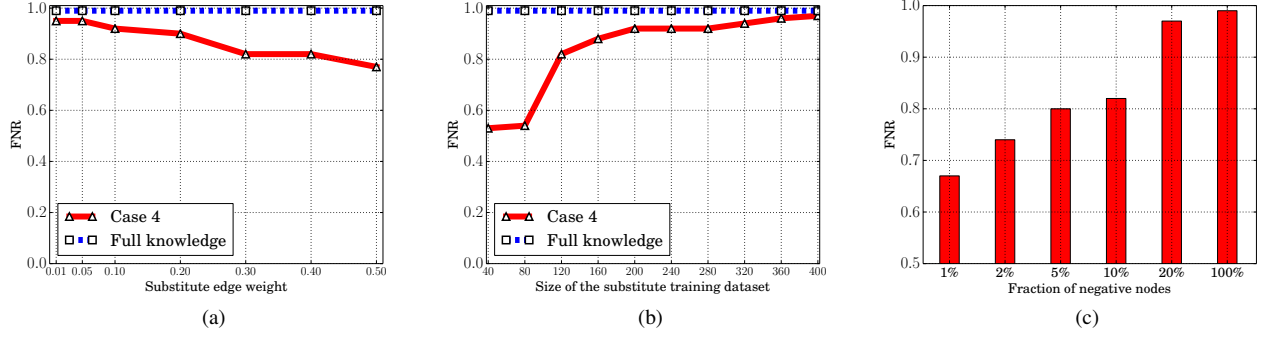 1.0
0.8
0.6
0.4
0.2
0.0
FNR
Case 4
Full knowledge
0.01 0.05 0.10 0.20 0.30 0.40 0.50
Substitute edge weight
(a)
1.0
0.8
0.6
0.4
0.2
0.0
FNR
Case 4
Full knowledge
40 80 120 160 200 240 280 320 360 400
Size of the substitute training dataset
(b)
1.0
0.9
0.8
0.7
0.6
0.5
FNR
1% 2% 5% 10% 20% 100%
Fraction of negative nodes
(c)